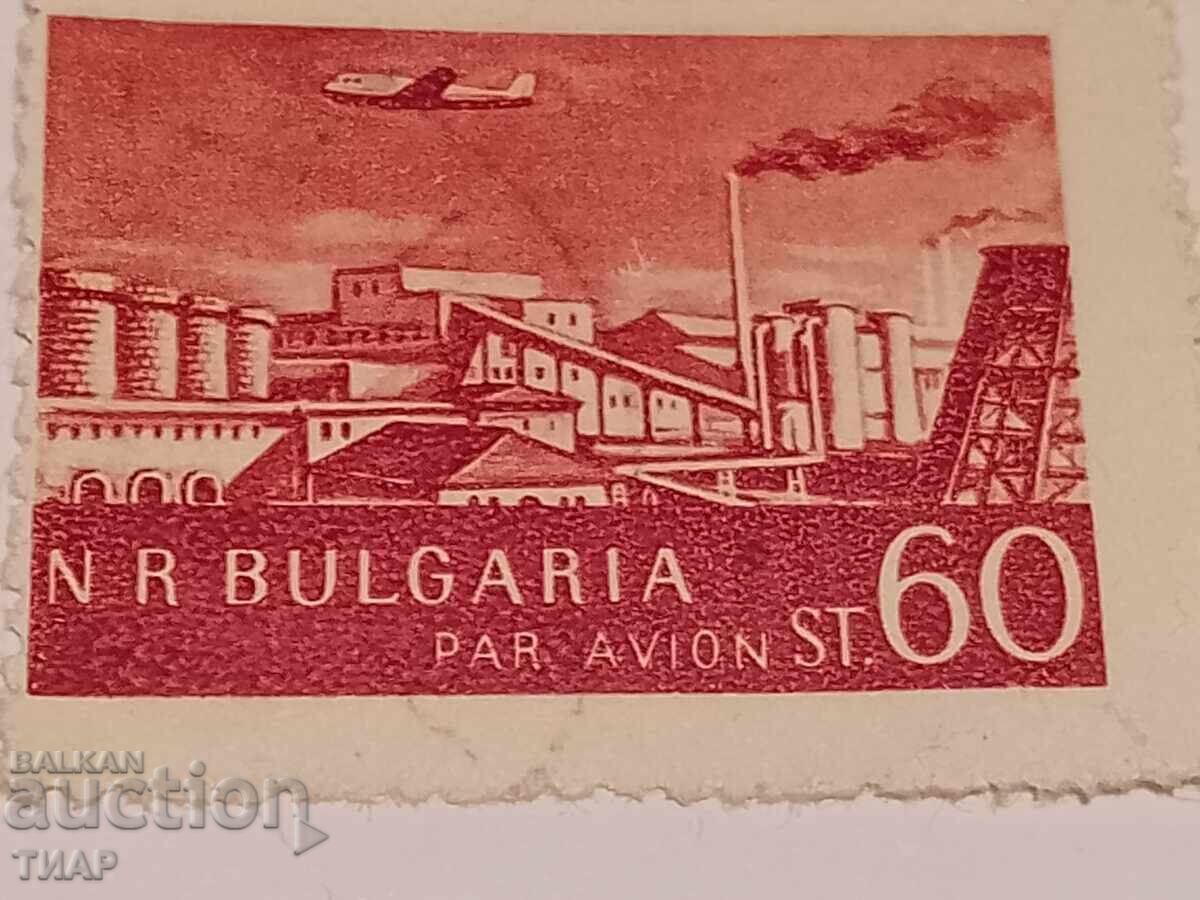 N R BULGARIA
PAR AVION ST. 60
BALKAN
auction
ТИАР